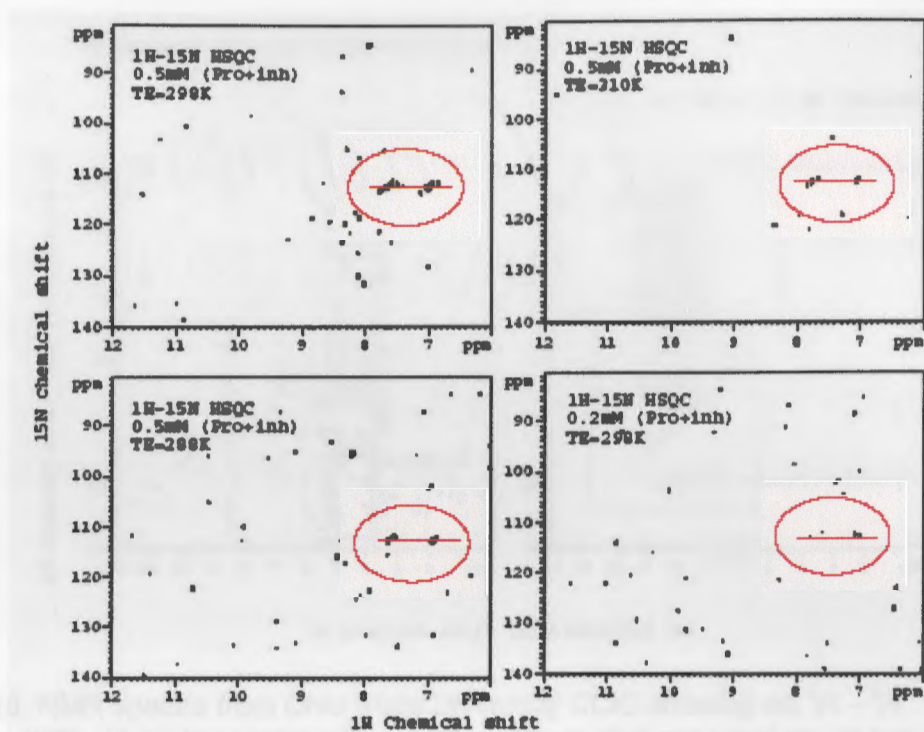 ppm
1H-15N HSQC
0.5mM (Pro+inh)
TE=298K
90
100
110
120
130
140
12 11 10 9 8 7 ppm
ppm
1H-15N HSQC
0.5mM (Pro+inh)
TE=310K
90
100
110
120
130
140
12 11 10 9 8 7 ppm
15N chemical shift
ppm
1H-15N HSQC
0.5mM (Pro+inh)
TE=288K
90
100
110
120
130
140
12 11 10 9 8 7 ppm
ppm
1H-15N HSQC
0.2mM (Pro+inh)
TE=298K
90
100
110
120
130
140
12 11 10 9 8 7 ppm
1H Chemical shift